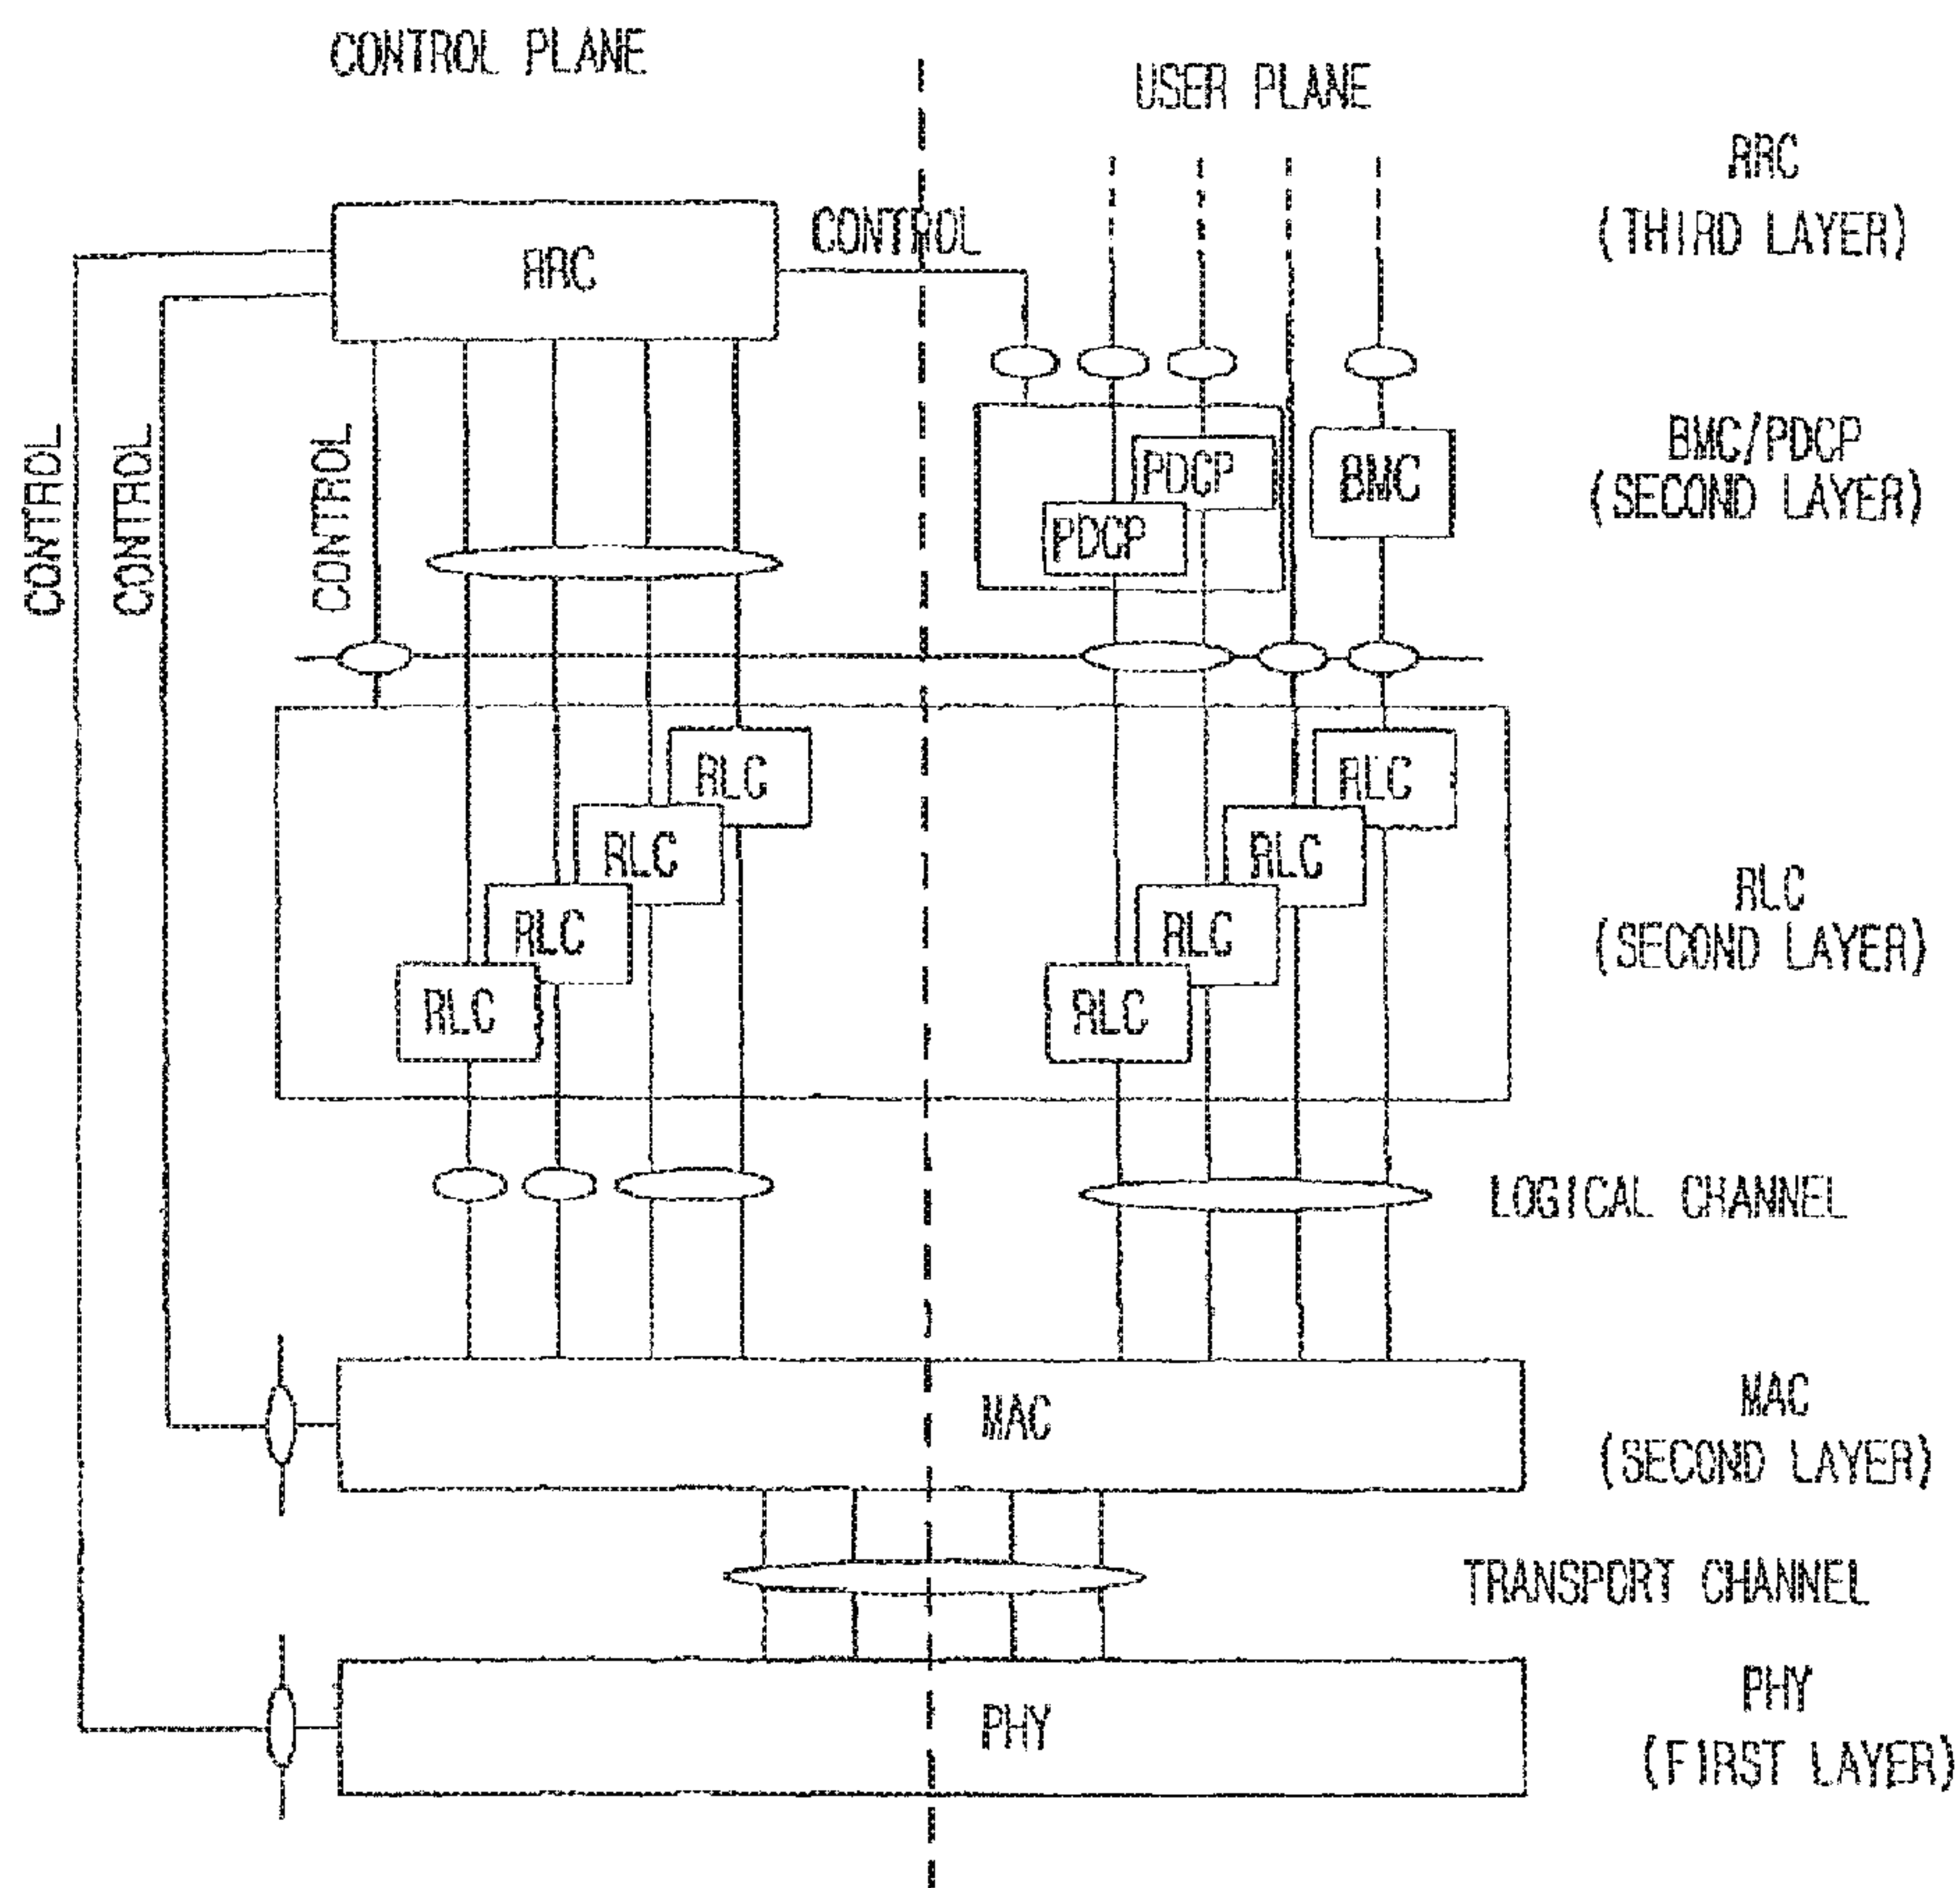 CONTROL PLANE
USER PLANE
RRC
(THIRD LAYER)
RRC
CONTROL
CONTROL
CONTROL
CONTROL
PDCP
PDCP
BMC
BMC/PDCP
(SECOND LAYER)
RLC
RLC
RLC
RLC
RLC
RLC
RLC
RLC
RLC
(SECOND LAYER)
LOGICAL CHANNEL
MAC
MAC
(SECOND LAYER)
TRANSPORT CHANNEL
PHY
PHY
(FIRST LAYER)